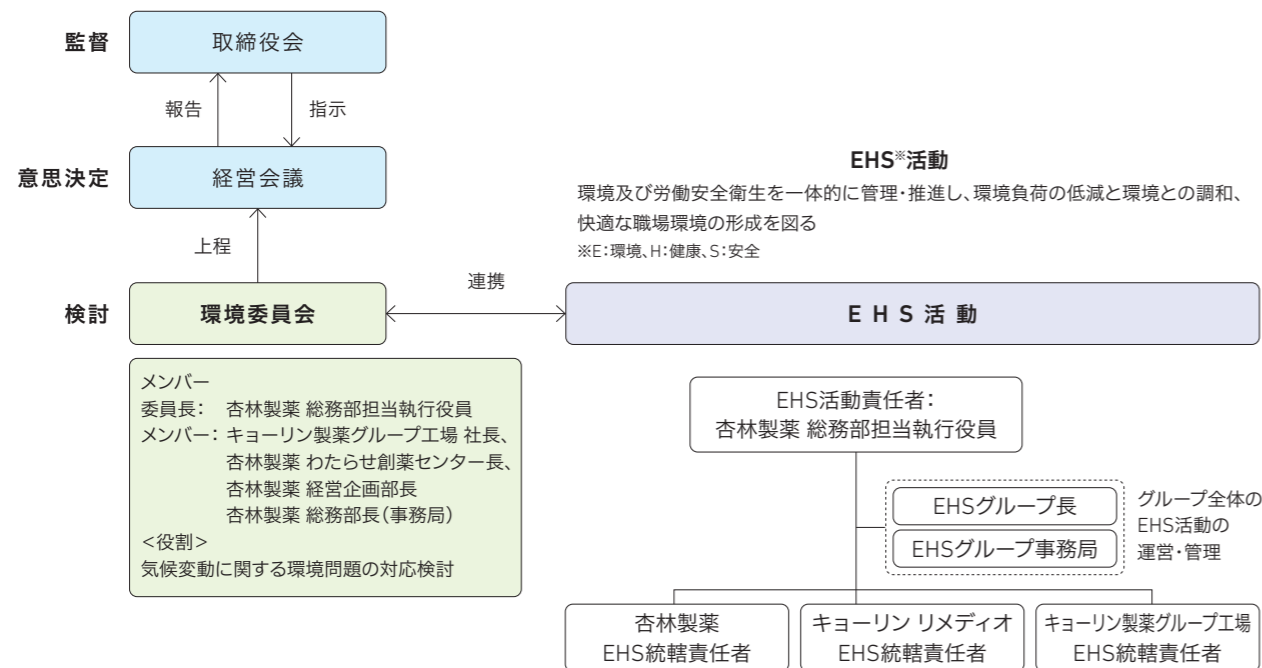 監督
取締役会
報告
指示
意思決定
経営会議
上程
EHS※活動
環境及び労働安全衛生を一体的に管理・推進し、環境負荷の低減と環境との調和、
快適な職場環境の形成を図る
※E：環境、H：健康、S：安全
検討
環境委員会
連携
EHS活動
メンバー
委員長： 杏林製薬 総務部担当執行役員
メンバー：キョーリン製薬グループ工場 社長、
杏林製薬 わたらせ創薬センター長、
杏林製薬 経営企画部長
杏林製薬 総務部長（事務局）
<役割>
気候変動に関する環境問題の対応検討
EHS活動責任者：
杏林製薬 総務部担当執行役員
EHSグループ長
EHSグループ事務局
グループ全体の
EHS活動の
運営・管理
杏林製薬
EHS統轄責任者
キョーリン リメディオ
EHS統轄責任者
キョーリン製薬グループ工場
EHS統轄責任者